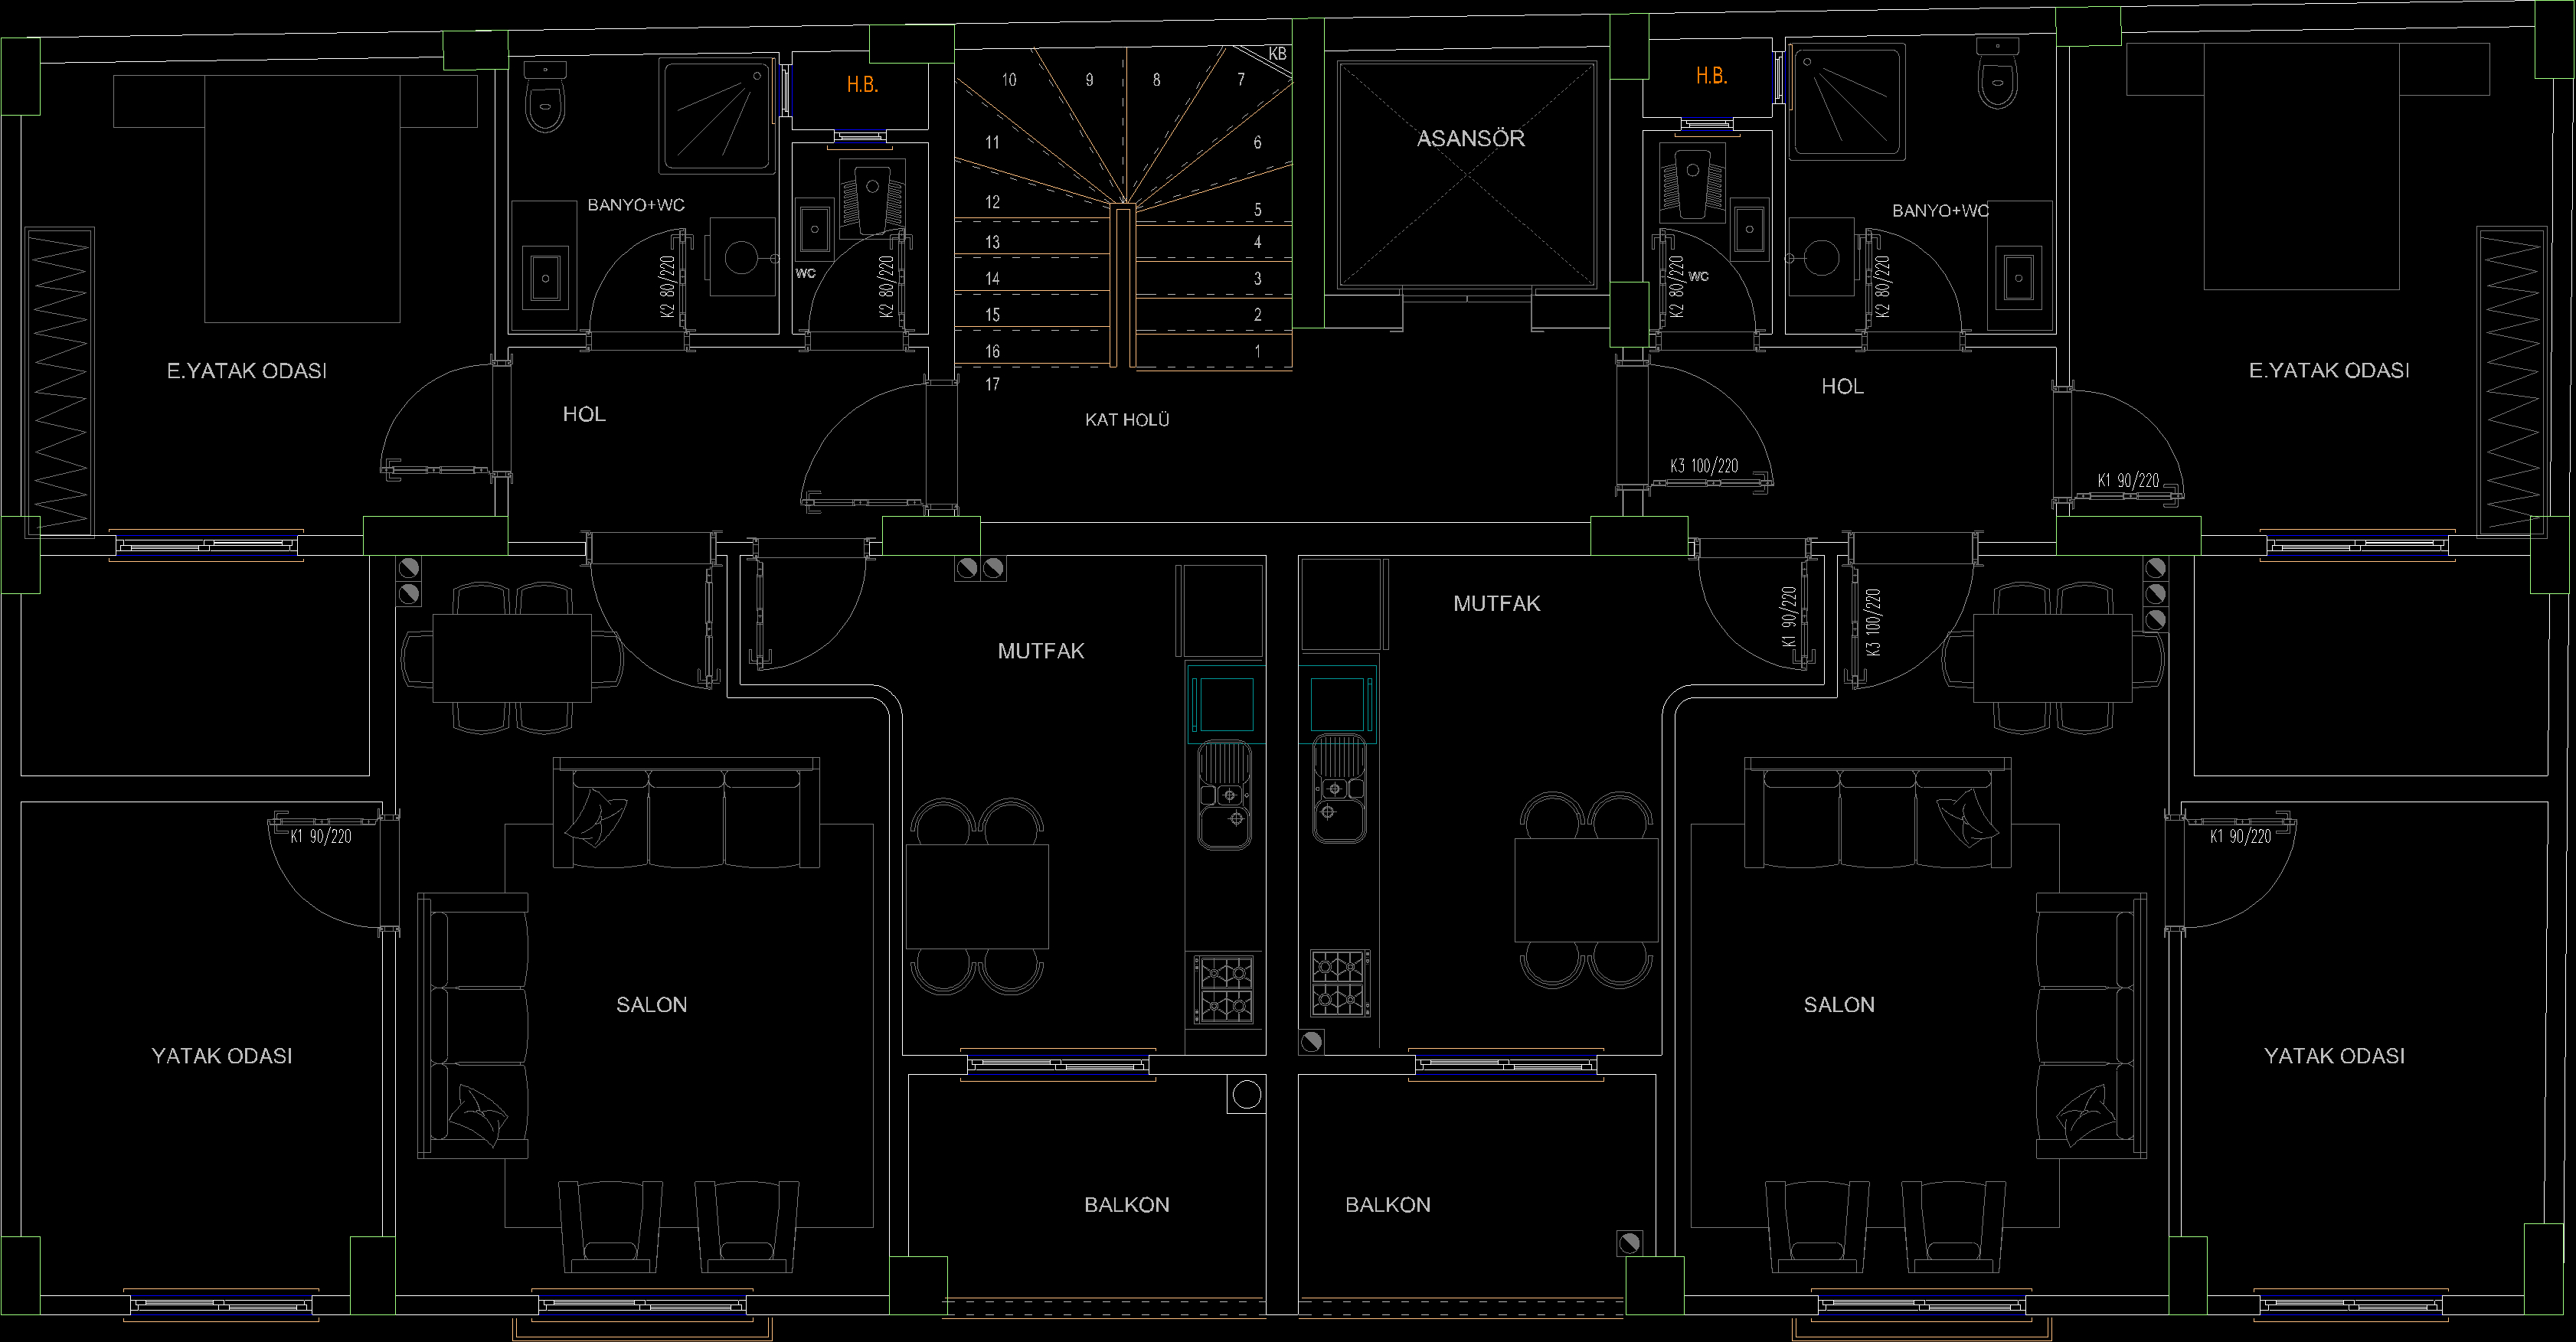 KB
10
9
8
7
H.B.
H.B.
11
6
ASANSÖR
BANYO+WC
12
5
BANYO+WC
13
4
WC
K2 80/220
K2 80/220
14
3
K2 80/220
WC
K2 80/220
15
2
16
1
E.YATAK ODASI
17
HOL
KAT HOLÜ
HOL
E.YATAK ODASI
K3 100/220
K1 90/220
MUTFAK
MUTFAK
K1 90/220
K3 100/220
K1 90/220
K1 90/220
SALON
SALON
YATAK ODASI
YATAK ODASI
BALKON
BALKON